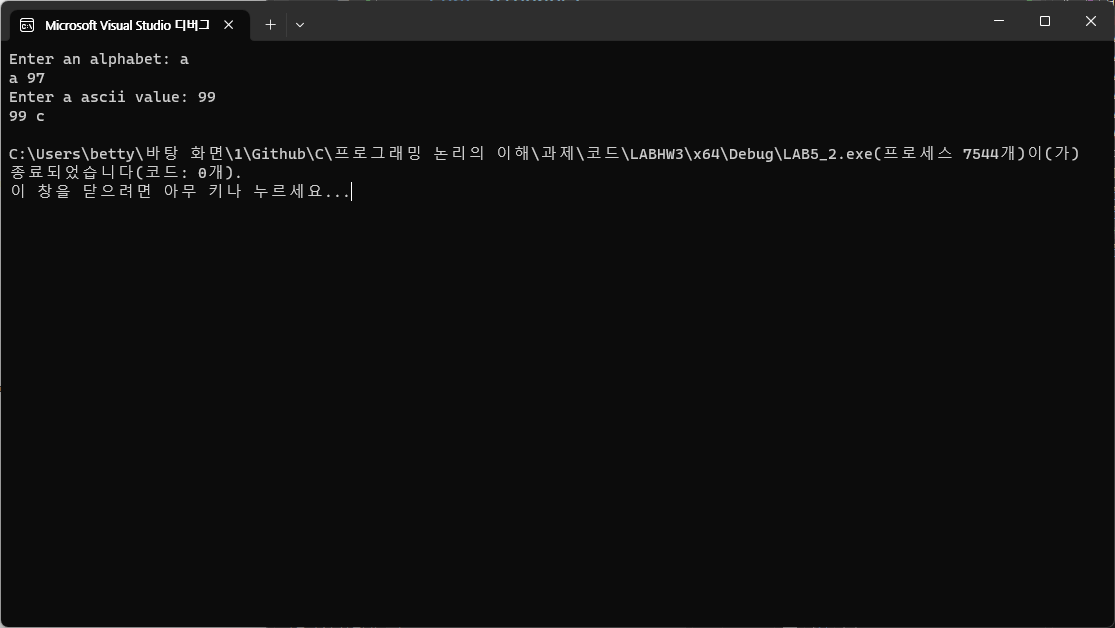 Microsoft Visual Studio 디버그
Enter an alphabet: a
a 97
Enter a ascii value: 99
99 c
C:\Users\betty\바탕 화면\1\Github\C\프로그래밍 논리의 이해\과제\코드\LABHW3\x64\Debug\LAB5_2.exe(프로세스 7544개)이(가)
종료되었습니다(코드: 0개).
이 창을 닫으려면 아무 키나 누르세요...